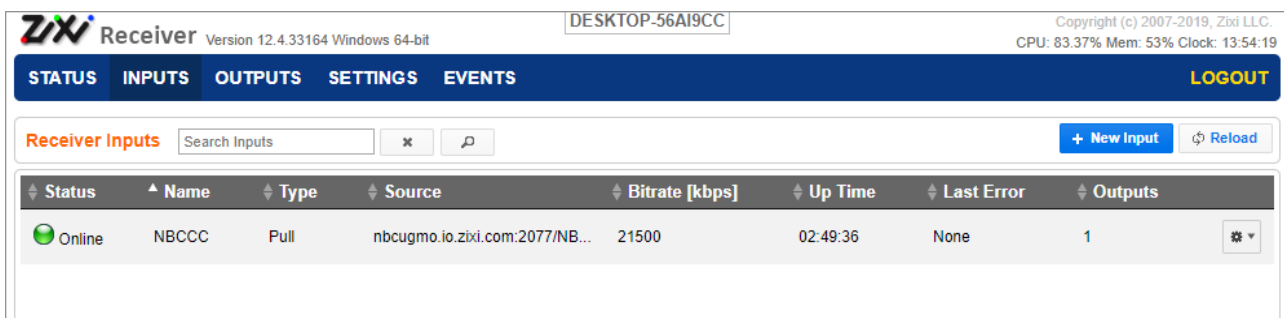 DESKTOP-56AI9CC
Copyright (c) 2007-2019, Zixi LLC.
ZiXi Receiver Version 12.4.33164 Windows 64-bit
CPU: 83.37% Mem: 53% Clock: 13:54:19
STATUS INPUTS OUTPUTS SETTINGS EVENTS LOGOUT
Receiver Inputs Search Inputs + New Input Reload
Status Name Type Source Bitrate [kbps] Up Time Last Error Outputs
Online NBCCC Pull nbcugmo.io.zixi.com:2077/NB... 21500 02:49:36 None 1